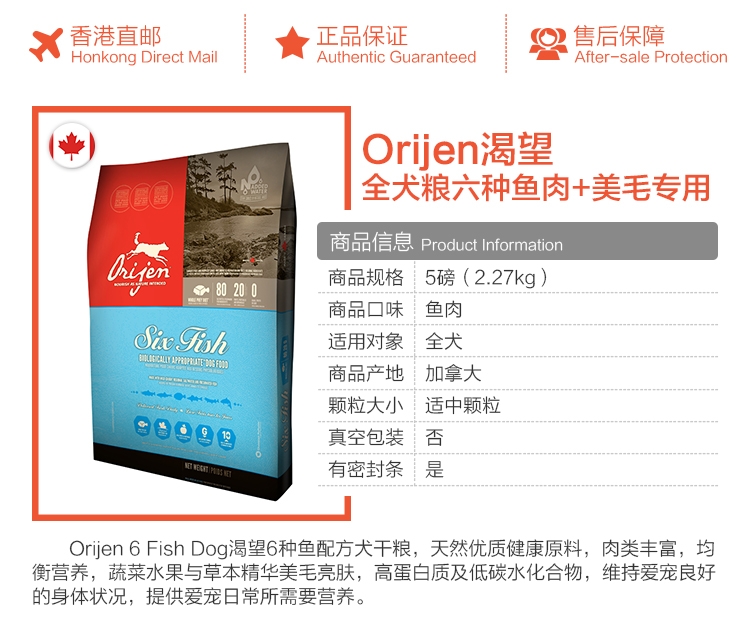 香港直邮
Honkong Direct Mail
正品保证
Authentic Guaranteed
售后保障
After-sale Protection
Orijen渴望
全犬粮六种鱼肉+美毛专用
商品信息 Product Information
商品规格 5磅（2.27kg）
商品口味 鱼肉
适用对象 全犬
商品产地 加拿大
颗粒大小 适中颗粒
真空包装 否
有密封条 是
NO ADDED WATER
Orijen
NOURISH AS NATURE INTENDED
80 20 0
Six Fish
BIOLOGICALLY APPROPRIATE DOG FOOD
NET WEIGHT
Orijen 6 Fish Dog渴望6种鱼配方犬干粮，天然优质健康原料，肉类丰富，均
衡营养，蔬菜水果与草本精华美毛亮肤，高蛋白质及低碳水化合物，维持爱宠良好
的身体状况，提供爱宠日常所需要营养。